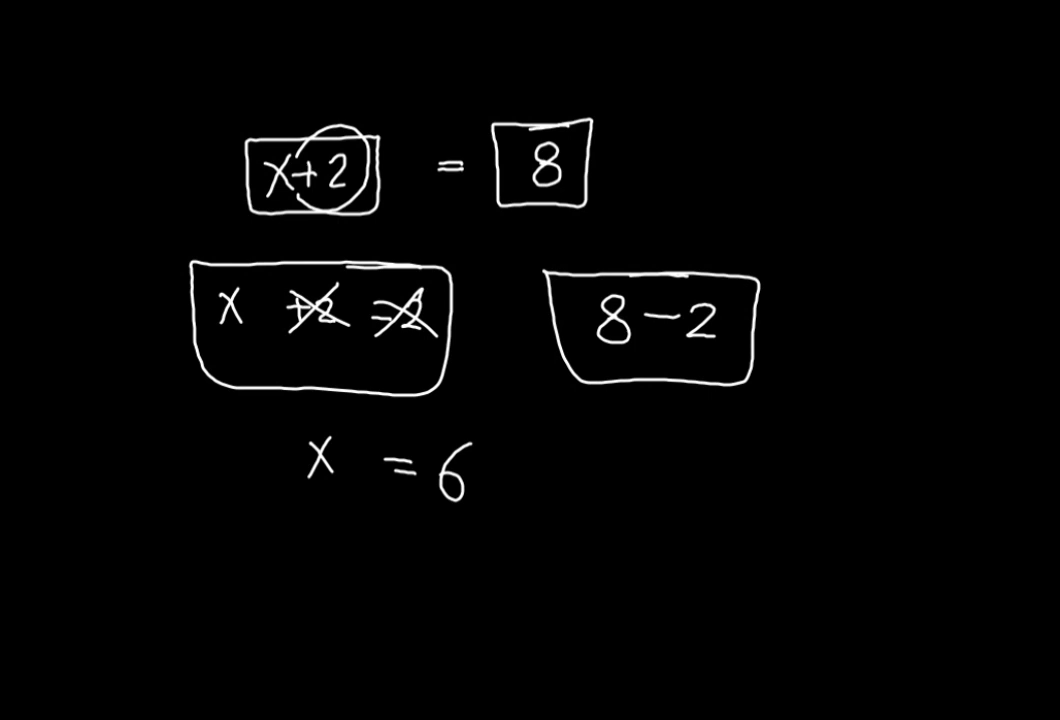 x+2 = 8
x +2 -2 8-2
x = 6